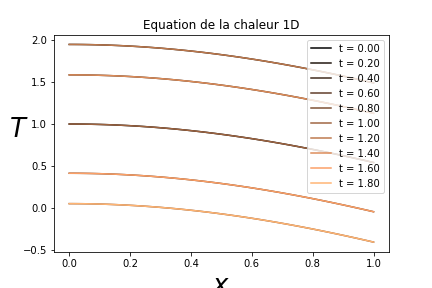 Equation de la chaleur 1D
T
2.0
1.5
1.0
0.5
0.0
−0.5
0.0 0.2 0.4 0.6 0.8 1.0
x
t = 0.00
t = 0.20
t = 0.40
t = 0.60
t = 0.80
t = 1.00
t = 1.20
t = 1.40
t = 1.60
t = 1.80